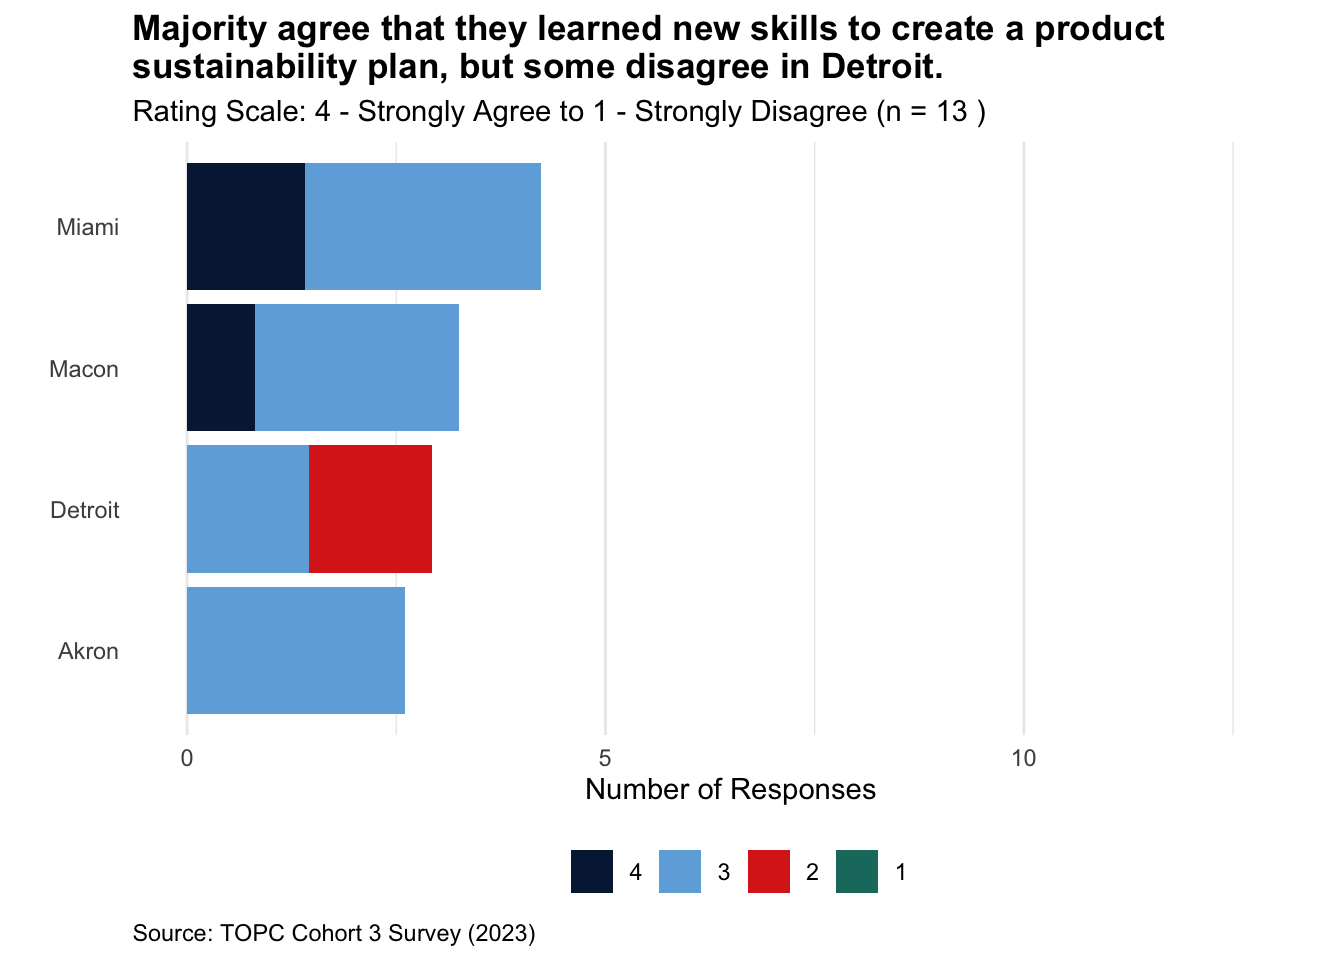 Majority agree that they learned new skills to create a product
sustainability plan, but some disagree in Detroit.
Rating Scale: 4 - Strongly Agree to 1 - Strongly Disagree (n = 13 )
Miami
Macon
Detroit
Akron
0 5 10
Number of Responses
4 3 2 1
Source: TOPC Cohort 3 Survey (2023)